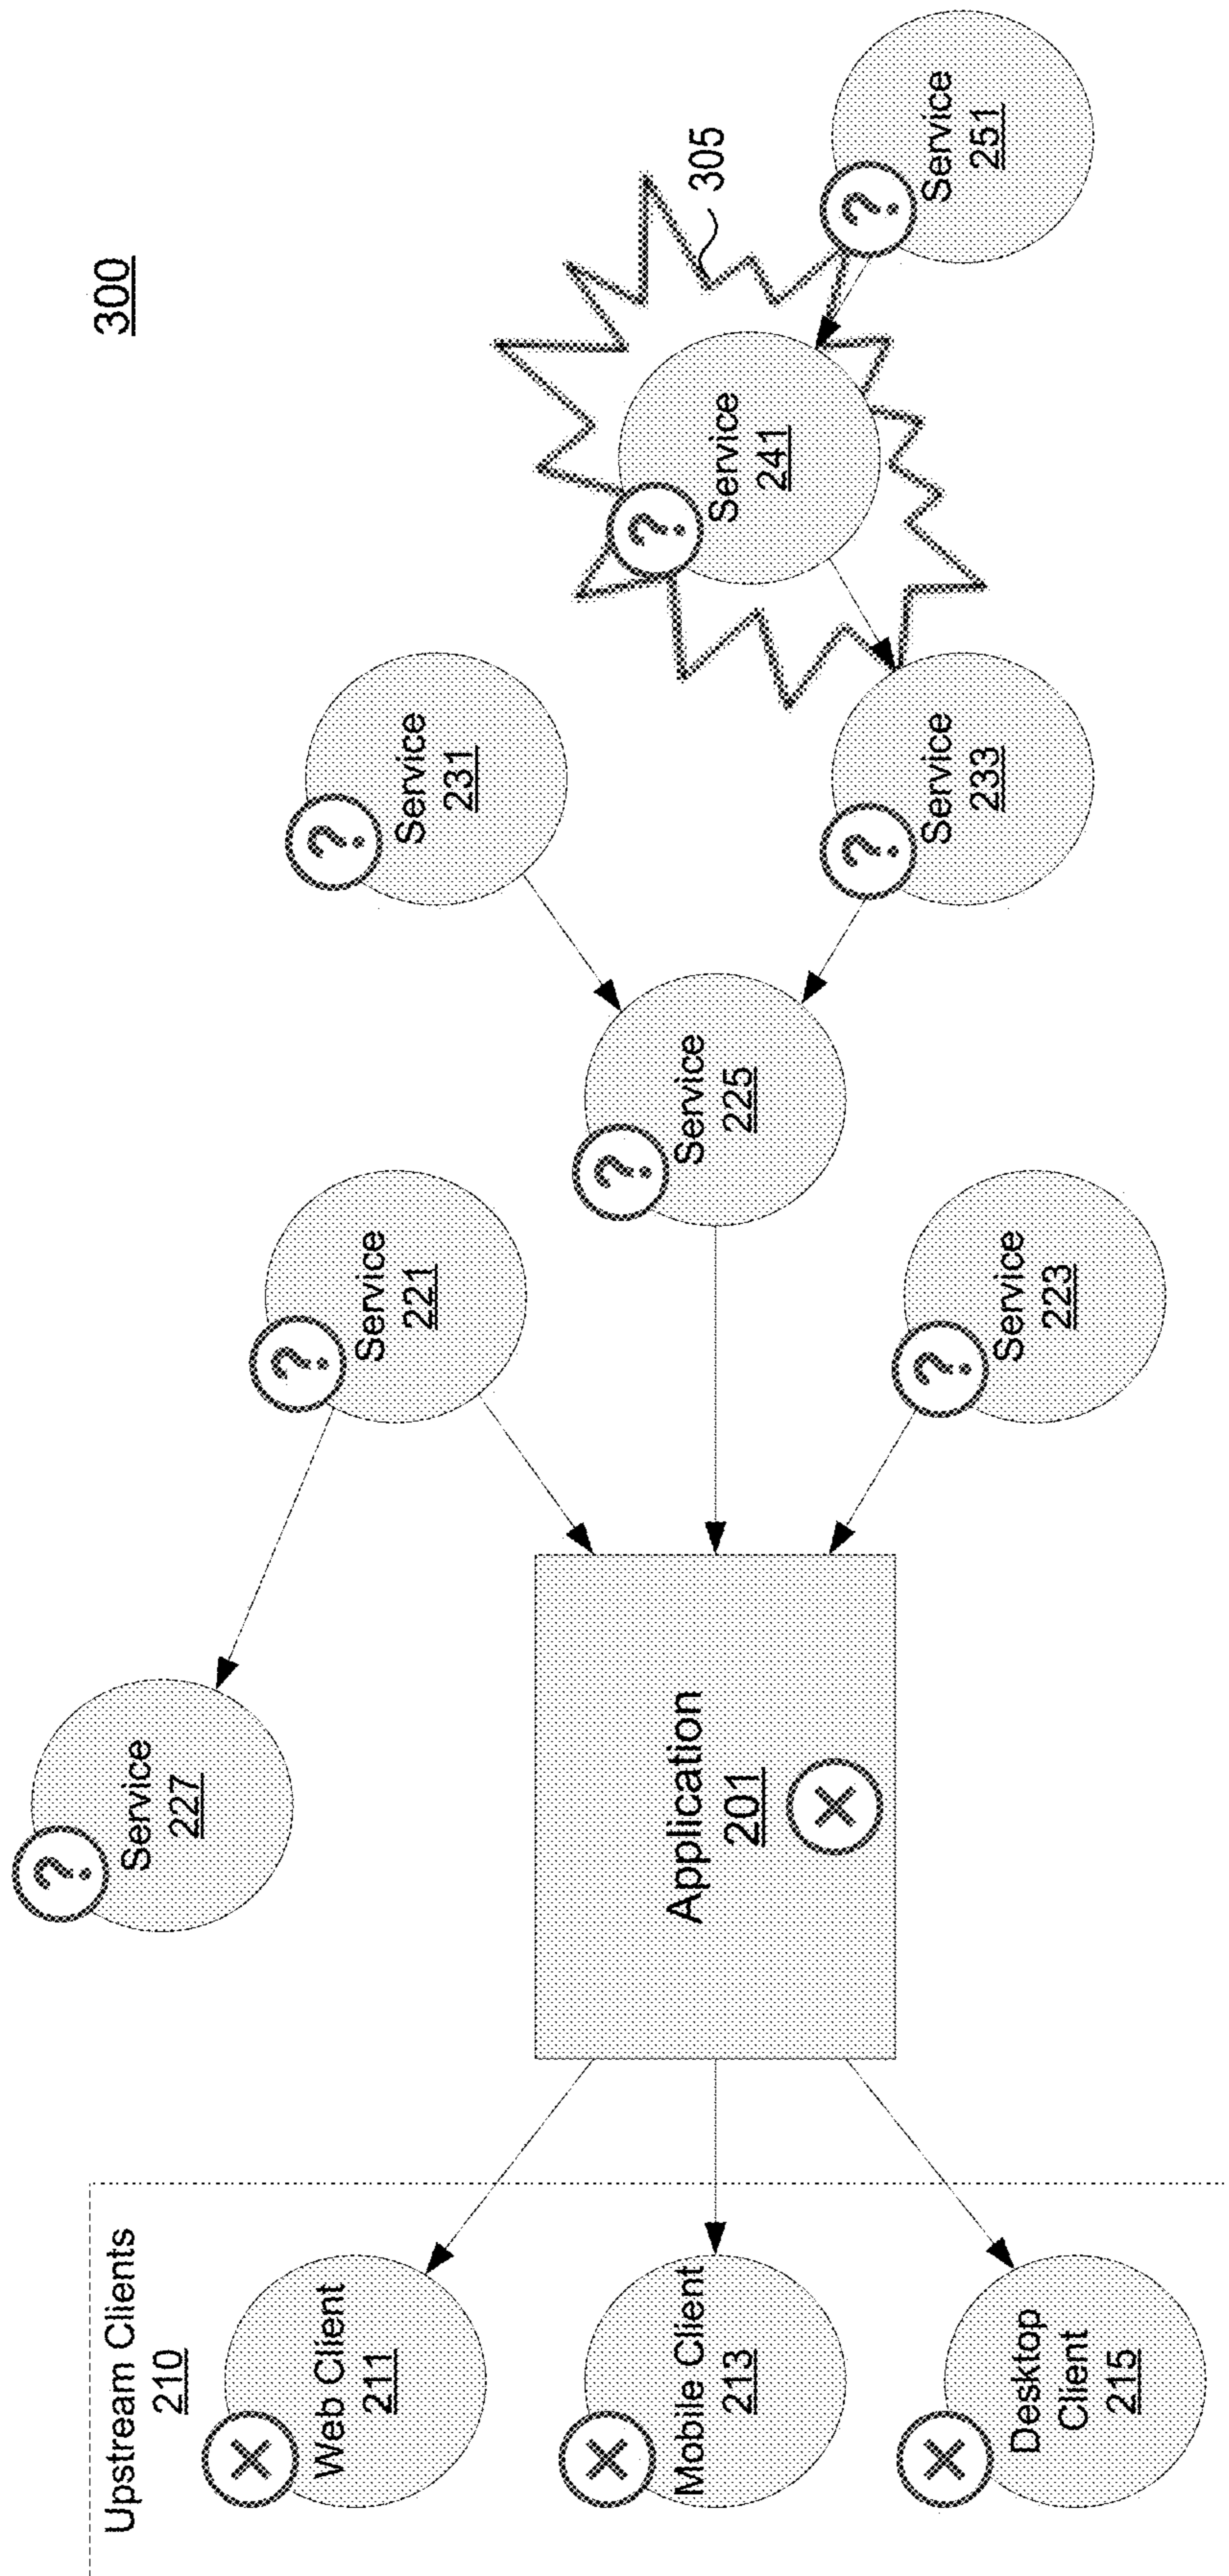 300
Upstream Clients
210
Web Client
211
Mobile Client
213
Desktop
Client
215
Application
201
Service
227
Service
221
Service
223
Service
225
Service
231
Service
233
Service
241
305
Service
251
?
?
?
?
?
?
?
?
X
X
X
X